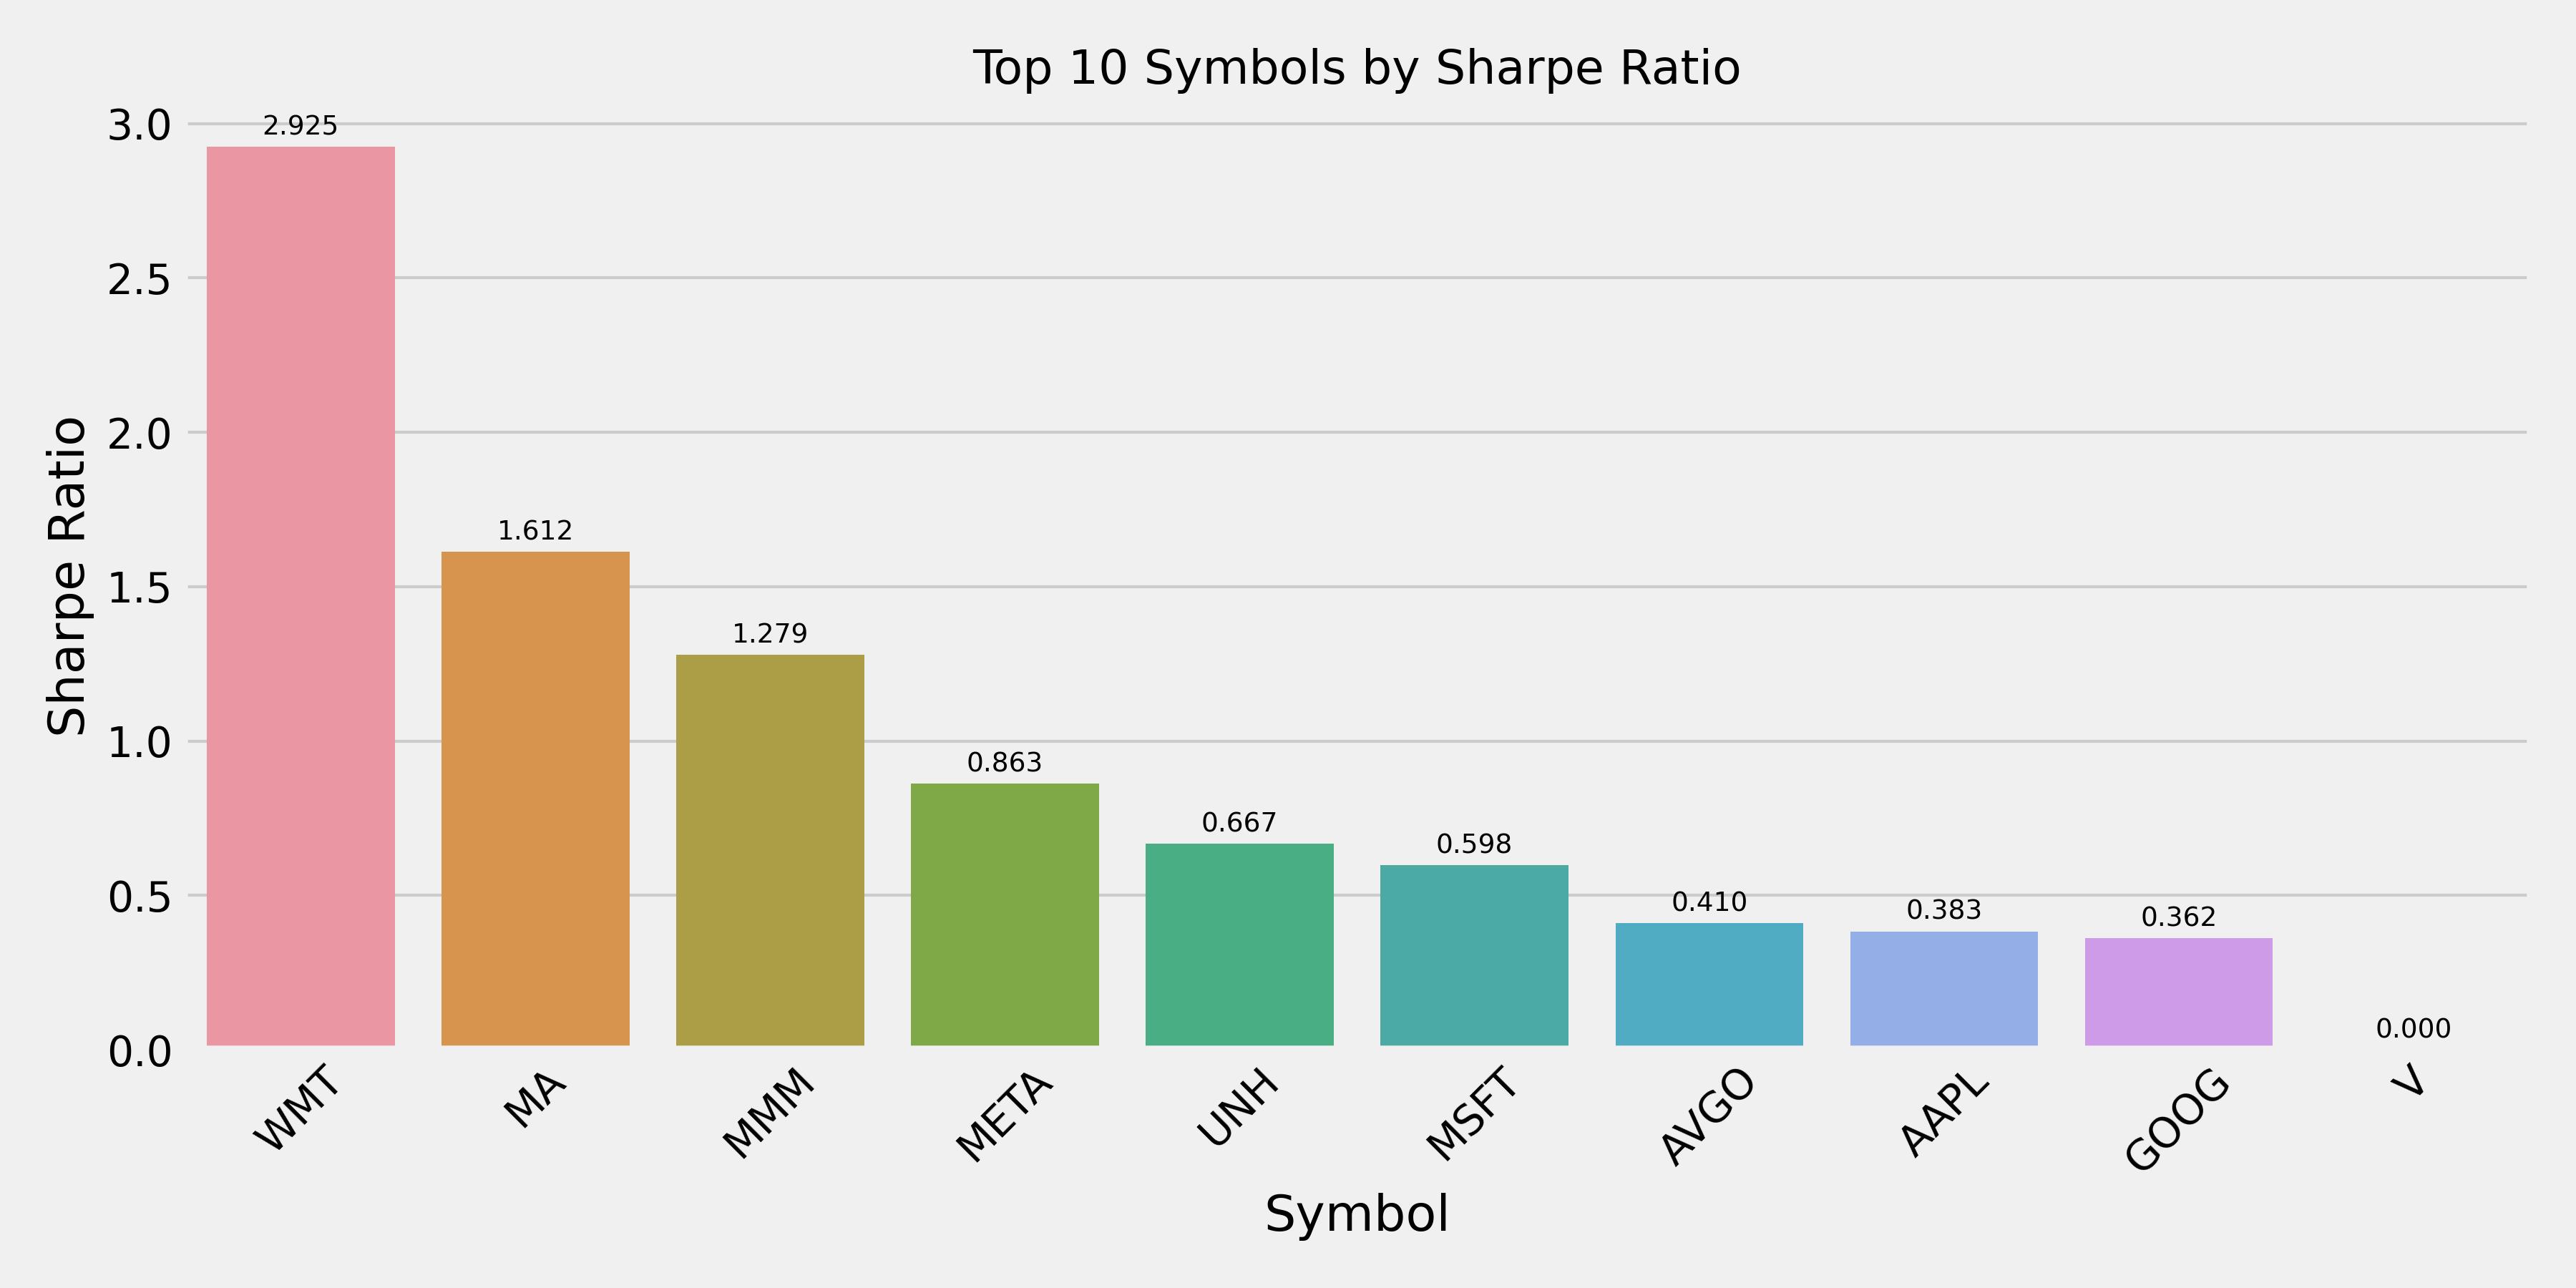 Top 10 Symbols by Sharpe Ratio
Sharpe Ratio
3.0
2.5
2.0
1.5
1.0
0.5
0.0
2.925
1.612
1.279
0.863
0.667
0.598
0.410
0.383
0.362
0.000
WMT
MA
MMM
META
UNH
MSFT
AVGO
AAPL
GOOG
V
Symbol